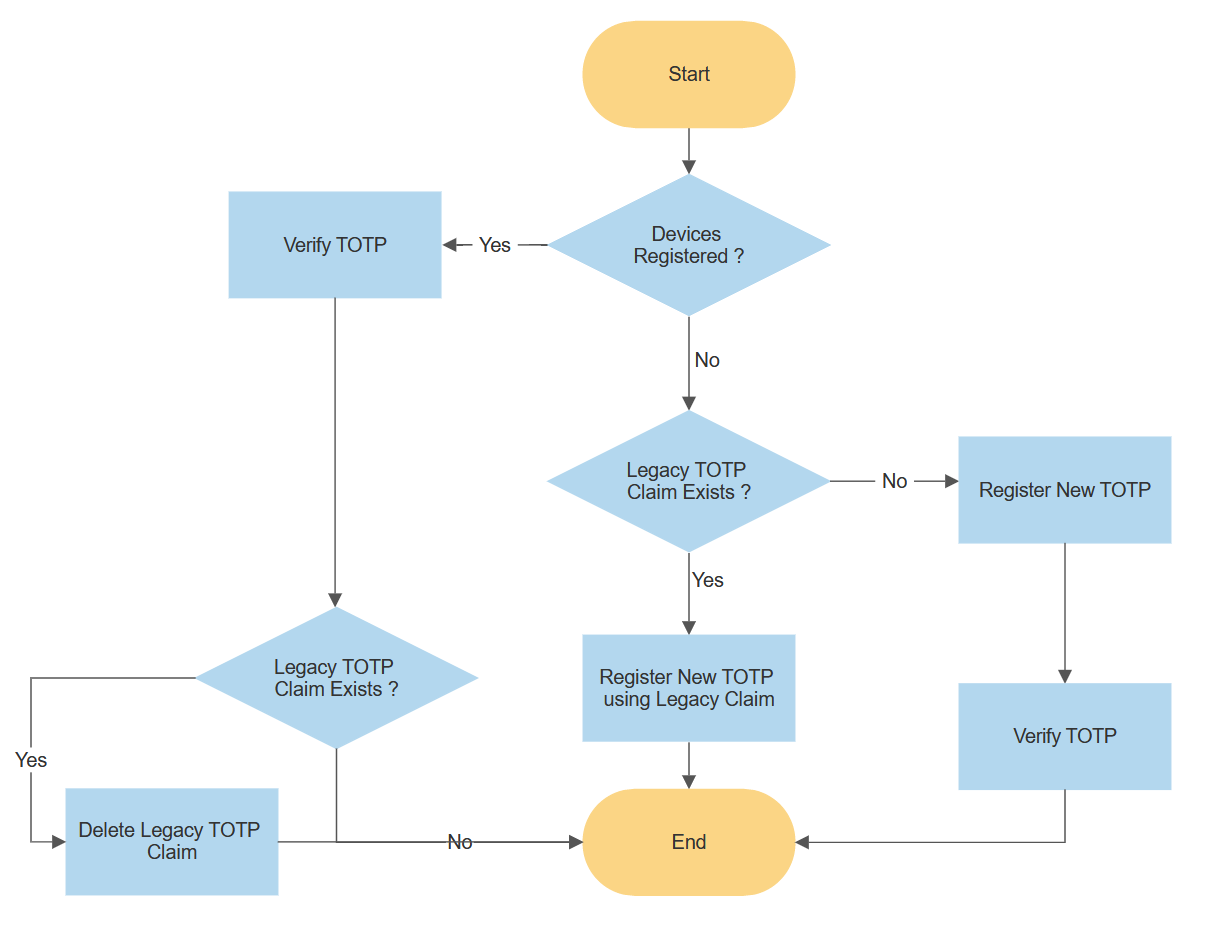 Start
Devices
Registered ?
Yes
Verify TOTP
No
Legacy TOTP
Claim Exists ?
No
Register New TOTP
Yes
Register New TOTP
using Legacy Claim
Verify TOTP
Legacy TOTP
Claim Exists ?
Yes
Delete Legacy TOTP
Claim
No
End